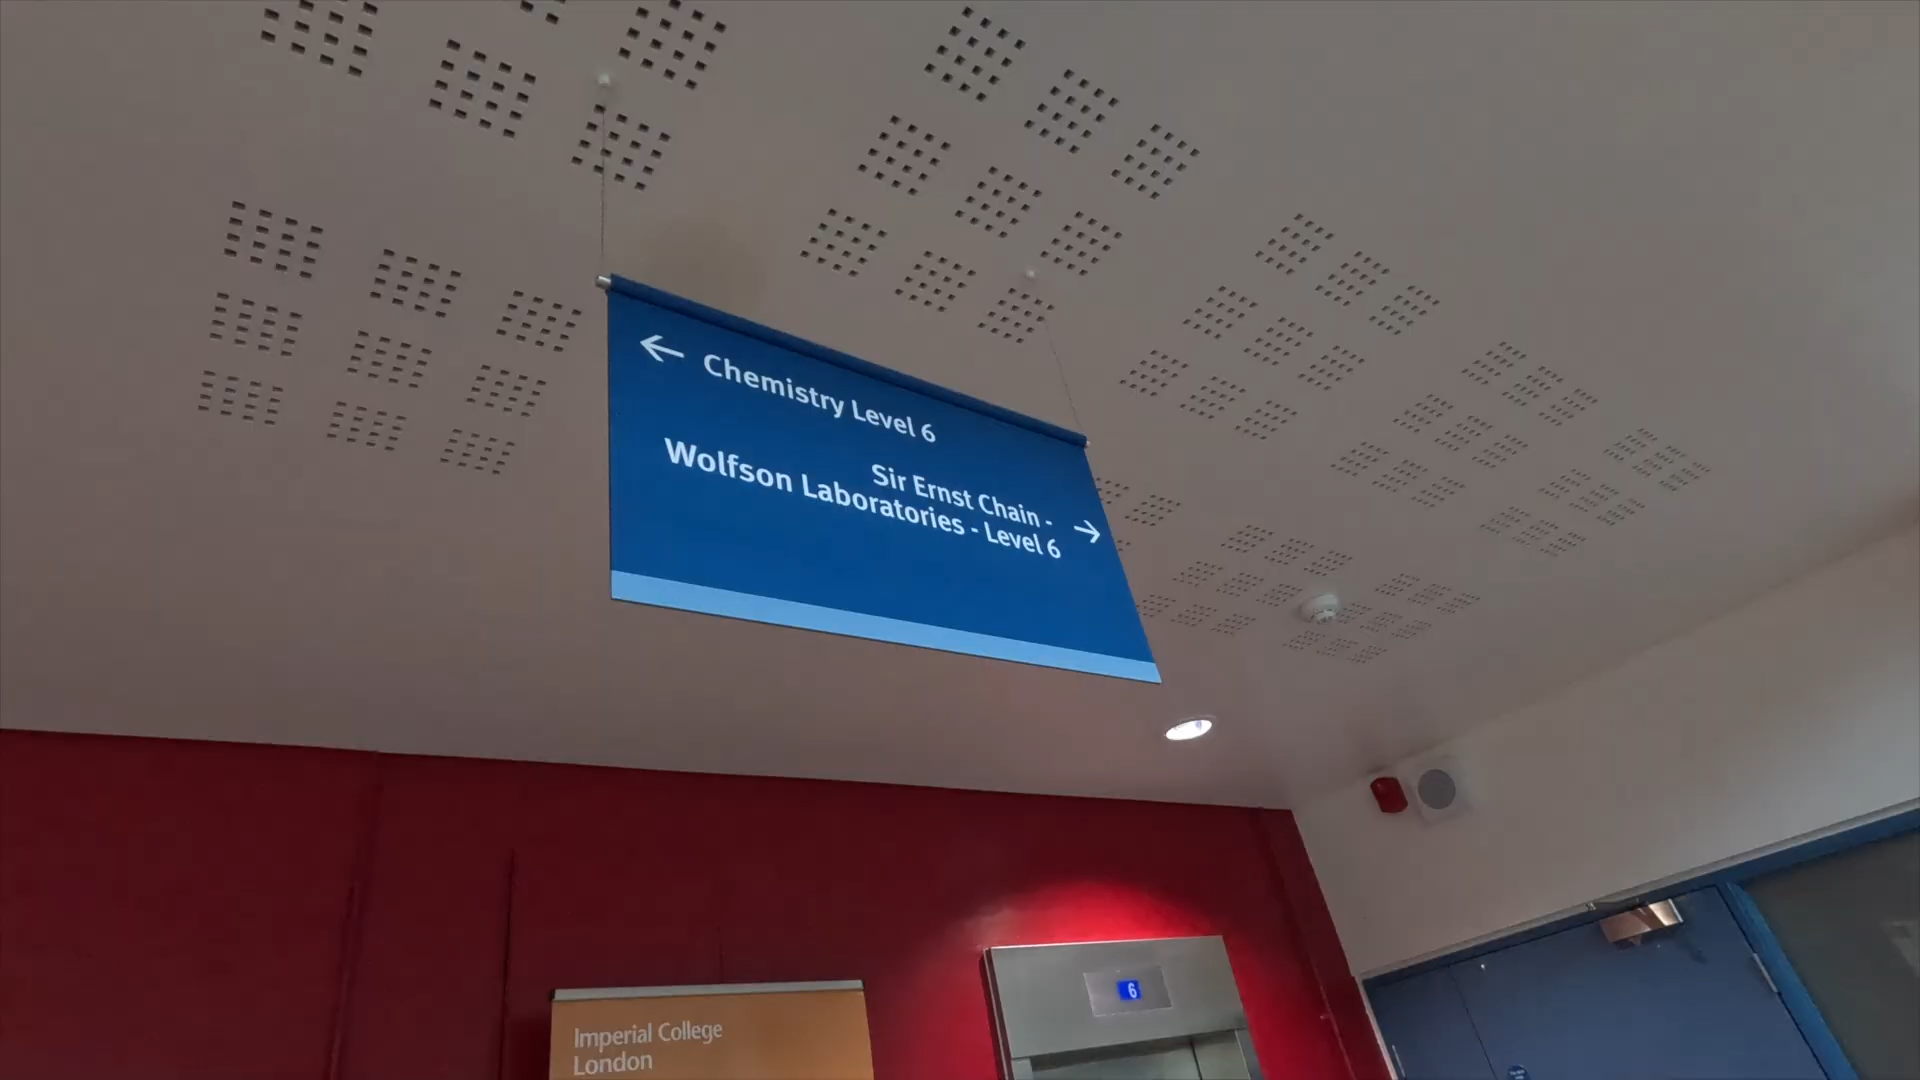 ← Chemistry Level 6
Sir Ernst Chain -
Wolfson Laboratories - Level 6 →
6
Imperial College
London